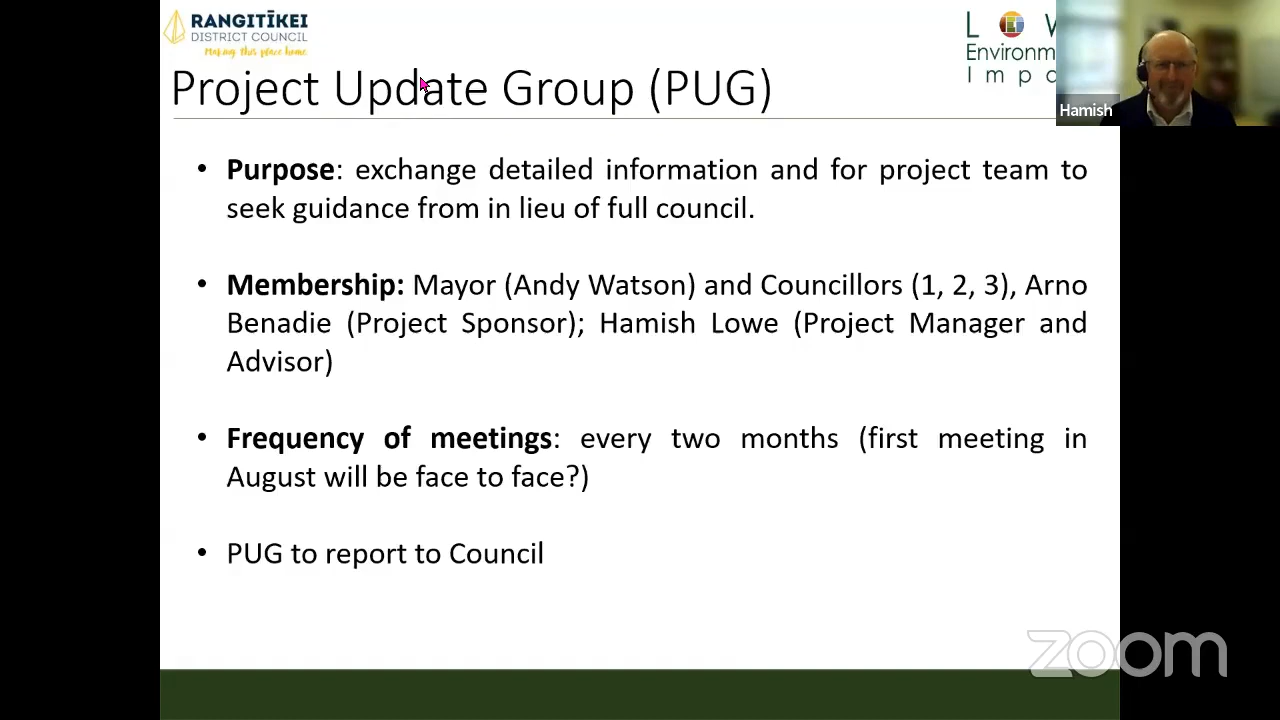 RANGITĪKEI
DISTRICT COUNCIL
Making this place home
L W
Environm
Impa
Hamish
Project Update Group (PUG)
• Purpose: exchange detailed information and for project team to
seek guidance from in lieu of full council.
• Membership: Mayor (Andy Watson) and Councillors (1, 2, 3), Arno
Benadie (Project Sponsor); Hamish Lowe (Project Manager and
Advisor)
• Frequency of meetings: every two months (first meeting in
August will be face to face?)
• PUG to report to Council
zoom